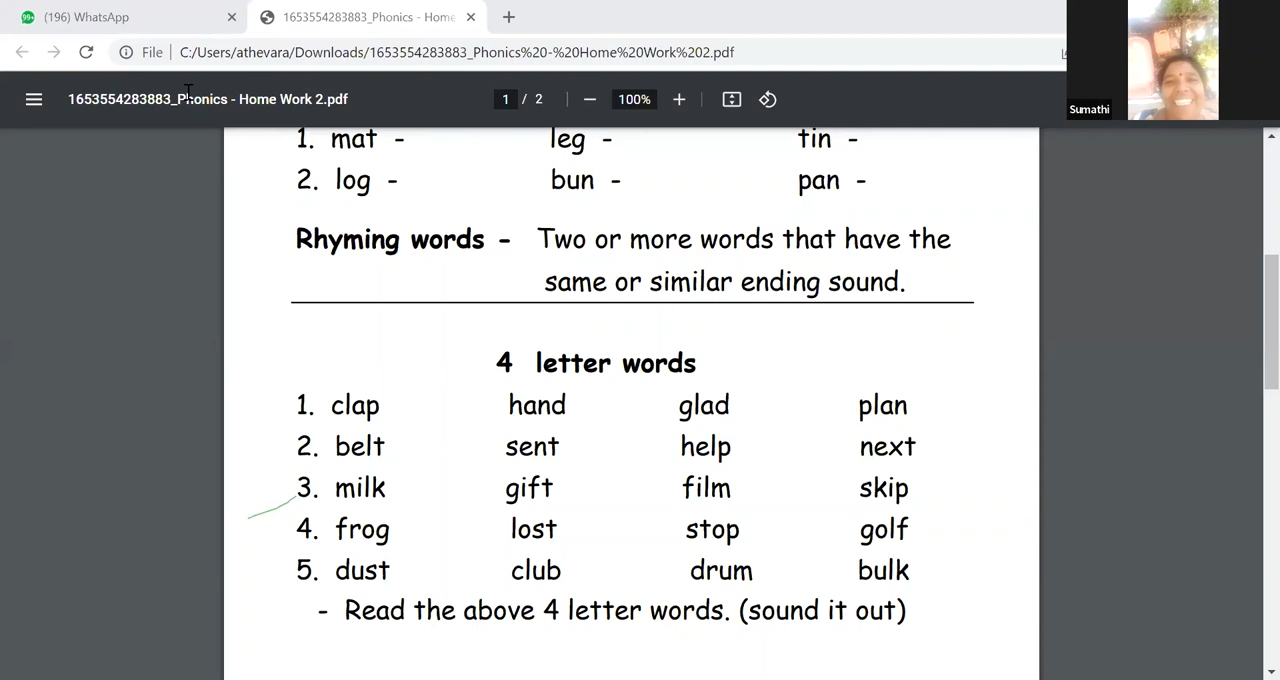 99+ (196) WhatsApp 1653554283883_Phonics - Home
File C:/Users/athevara/Downloads/1653554283883_Phonics%20-%20Home%20Work%202.pdf
1653554283883_Phonics - Home Work 2.pdf 1 / 2 100%
Sumathi
1. mat - leg - tin -
2. log - bun - pan -
Rhyming words - Two or more words that have the
same or similar ending sound.
4 letter words
1. clap hand glad plan
2. belt sent help next
3. milk gift film skip
4. frog lost stop golf
5. dust club drum bulk
- Read the above 4 letter words. (sound it out)